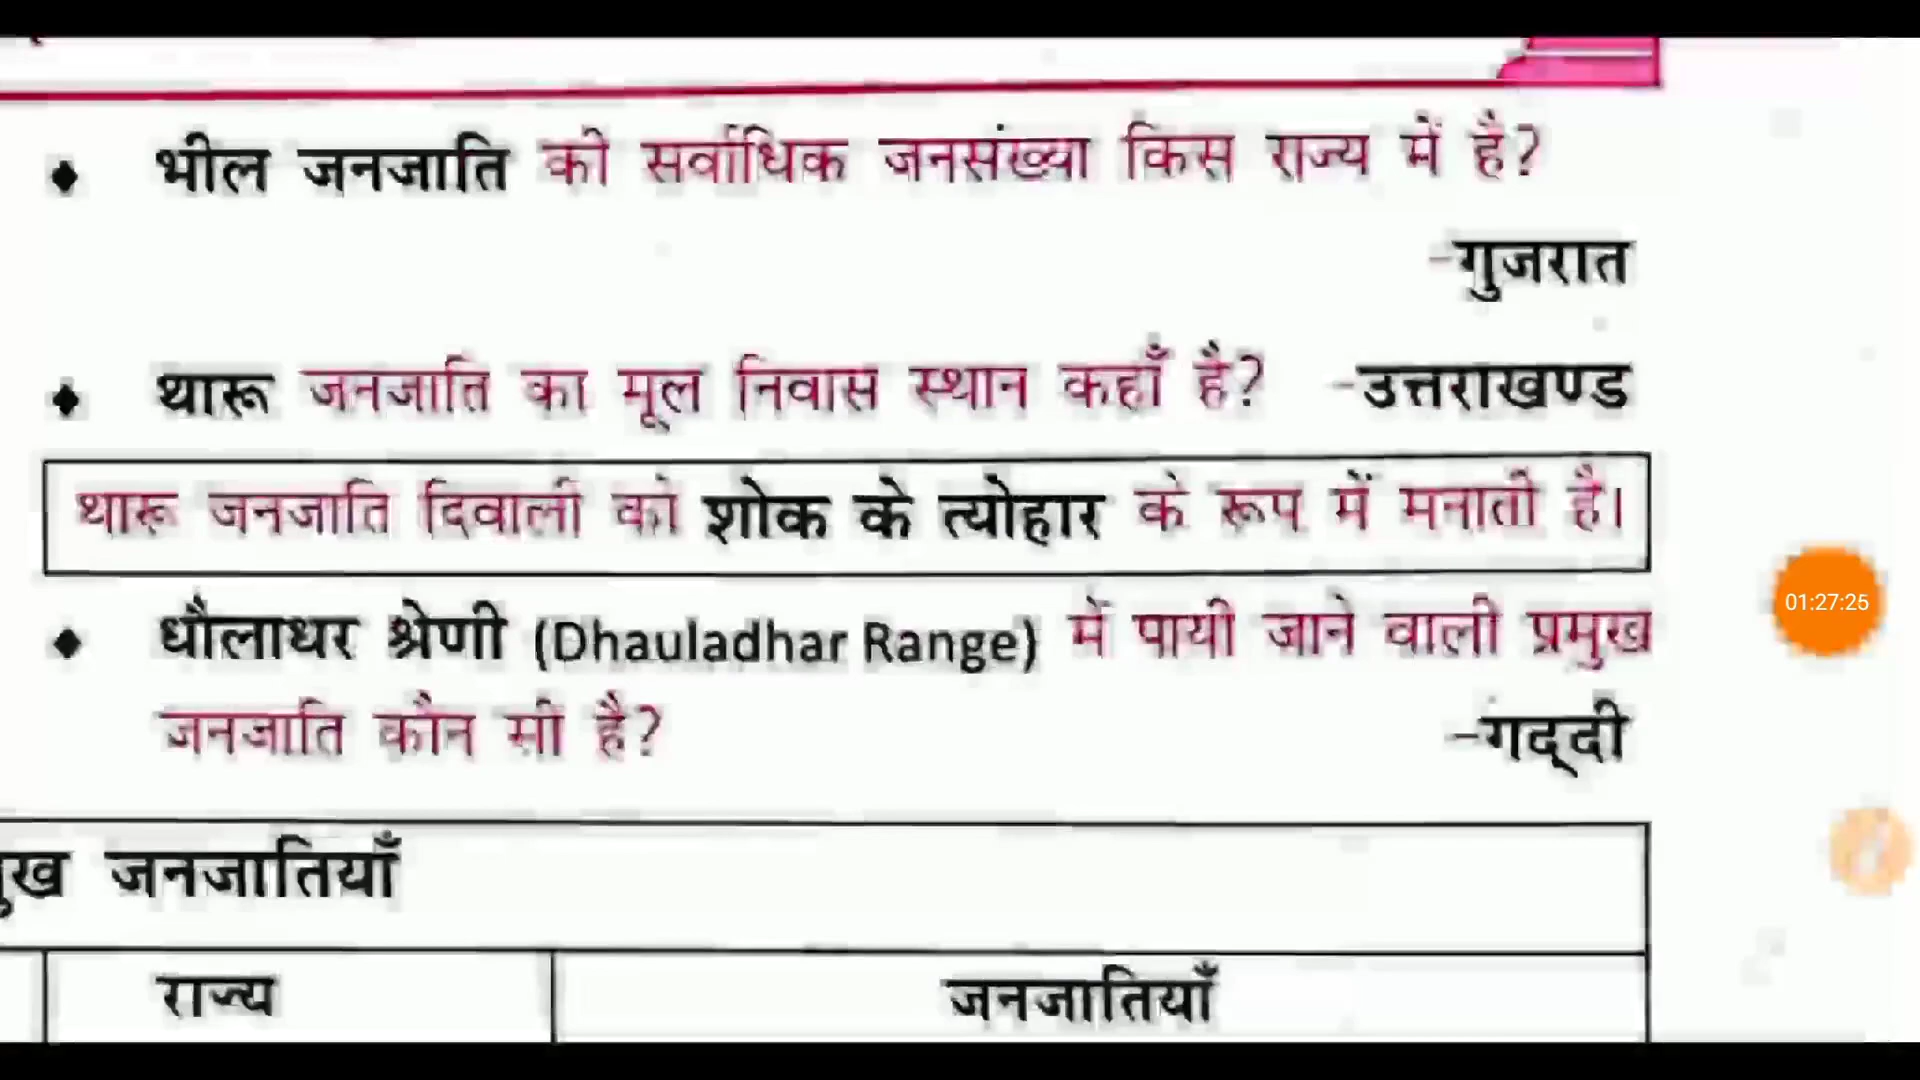 ♦ भील जनजाति की सर्वाधिक जनसंख्या किस राज्य में है?
-गुजरात
♦ थारू जनजाति का मूल निवास स्थान कहाँ है? -उत्तराखण्ड
थारू जनजाति दिवाली को शोक के त्योहार के रूप में मनाती है।
♦ धौलाधर श्रेणी (Dhauladhar Range) में पायी जाने वाली प्रमुख
जनजाति कौन सी है? -गद्दी
01:27:25
जनजातियाँ
राज्य जनजातियाँ